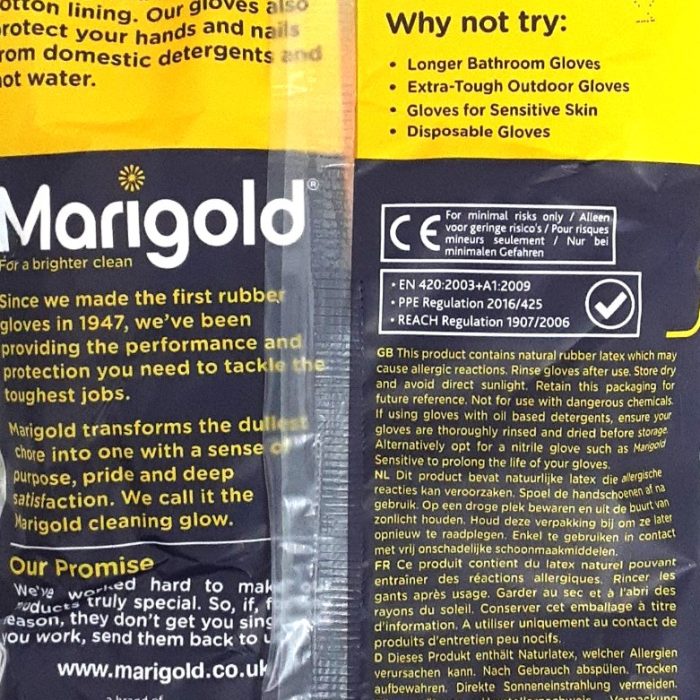 otton lining. Our gloves also
rotect your hands and nails
rom domestic detergents and
ot water.
Marigold®
For a brighter clean
Since we made the first rubber
gloves in 1947, we've been
providing the performance and
protection you need to tackle the
toughest jobs.
Marigold transforms the dullest
chore into one with a sense of
purpose, pride and deep
satisfaction. We call it the
Marigold cleaning glow.
Our Promise
We've worked hard to mak
products truly special. So, if, f
reason, they don't get you sing
you work, send them back to u
www.marigold.co.uk
a brand of
Why not try:
• Longer Bathroom Gloves
• Extra-Tough Outdoor Gloves
• Gloves for Sensitive Skin
• Disposable Gloves
CE
For minimal risks only / Alleen
voor geringe risico's / Pour risques
mineurs seulement / Nur bei
minimalen Gefahren
• EN 420:2003+A1:2009
• PPE Regulation 2016/425
• REACH Regulation 1907/2006
GB This product contains natural rubber latex which may
cause allergic reactions. Rinse gloves after use. Store dry
and avoid direct sunlight. Retain this packaging for
future reference. Not for use with dangerous chemicals.
If using gloves with oil based detergents, ensure your
gloves are thoroughly rinsed and dried before storage.
Alternatively opt for a nitrile glove such as Marigold
Sensitive to prolong the life of your gloves.
NL Dit product bevat natuurlijke latex die allergische
reacties kan veroorzaken. Spoel de handschoenen af na
gebruik. Op een droge plek bewaren en uit de buurt van
zonlicht houden. Houd deze verpakking bij om ze later
opnieuw te raadplegen. Enkel te gebruiken in contact
met vrij onschadelijke schoonmaakmiddelen.
FR Ce produit contient du latex naturel pouvant
entraîner des réactions allergiques. Rincer les
gants après usage. Garder au sec et à l'abri des
rayons du soleil. Conserver cet emballage à titre
d'information. A utiliser uniquement au contact de
produits d'entretien peu nocifs.
D Dieses Produkt enthält Naturlatex, welcher Allergien
verursachen kann. Nach Gebrauch abspülen. Trocken
aufbewahren. Direkte Sonneneinstrahlung vermeiden.
Verpackung